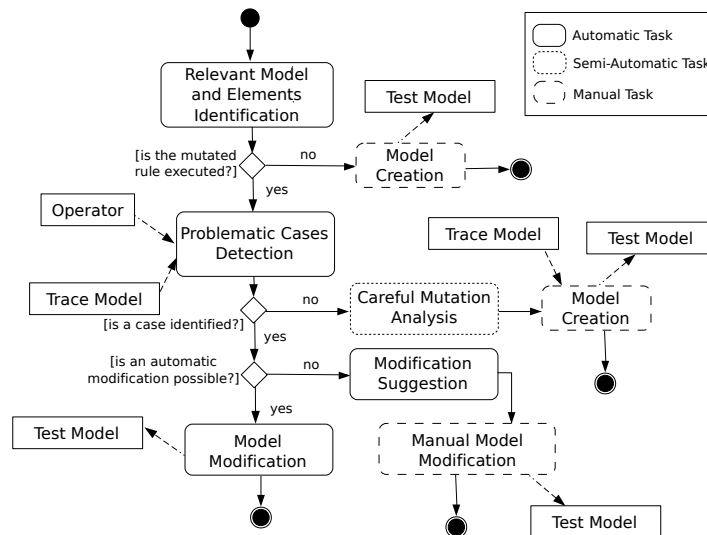 Relevant Model
and Elements
Identification
Automatic Task
Semi-Automatic Task
Manual Task
Test Model
[is the mutated
rule executed?]
no
Model
Creation
yes
Operator
Problematic Cases
Detection
Trace Model
Trace Model
Test Model
[is a case identified?]
no
Careful Mutation
Analysis
Model
Creation
yes
[is an automatic
modification possible?]
no
Modification
Suggestion
yes
Test Model
Model
Modification
Manual Model
Modification
Test Model